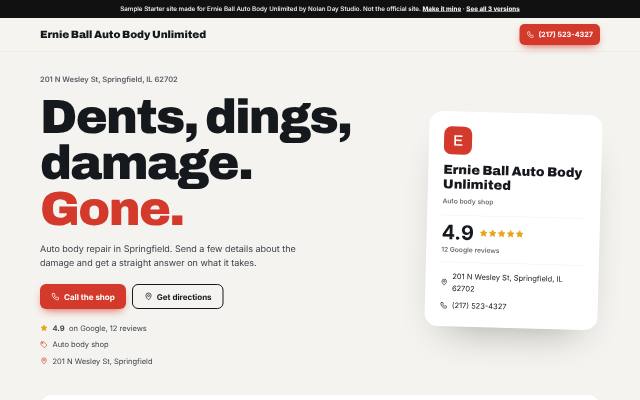 Sample Starter site made for Ernie Ball Auto Body Unlimited by Nolan Day Studio. Not the official site. Make it mine · See all 3 versions
Ernie Ball Auto Body Unlimited
(217) 523-4327
201 N Wesley St, Springfield, IL 62702
Dents, dings,
damage.
Gone.
Auto body repair in Springfield. Send a few details about the
damage and get a straight answer on what it takes.
Call the shop
Get directions
4.9 on Google, 12 reviews
Auto body shop
201 N Wesley St, Springfield
E
Ernie Ball Auto Body
Unlimited
Auto body shop
4.9 ★★★★★
12 Google reviews
201 N Wesley St, Springfield, IL
62702
(217) 523-4327